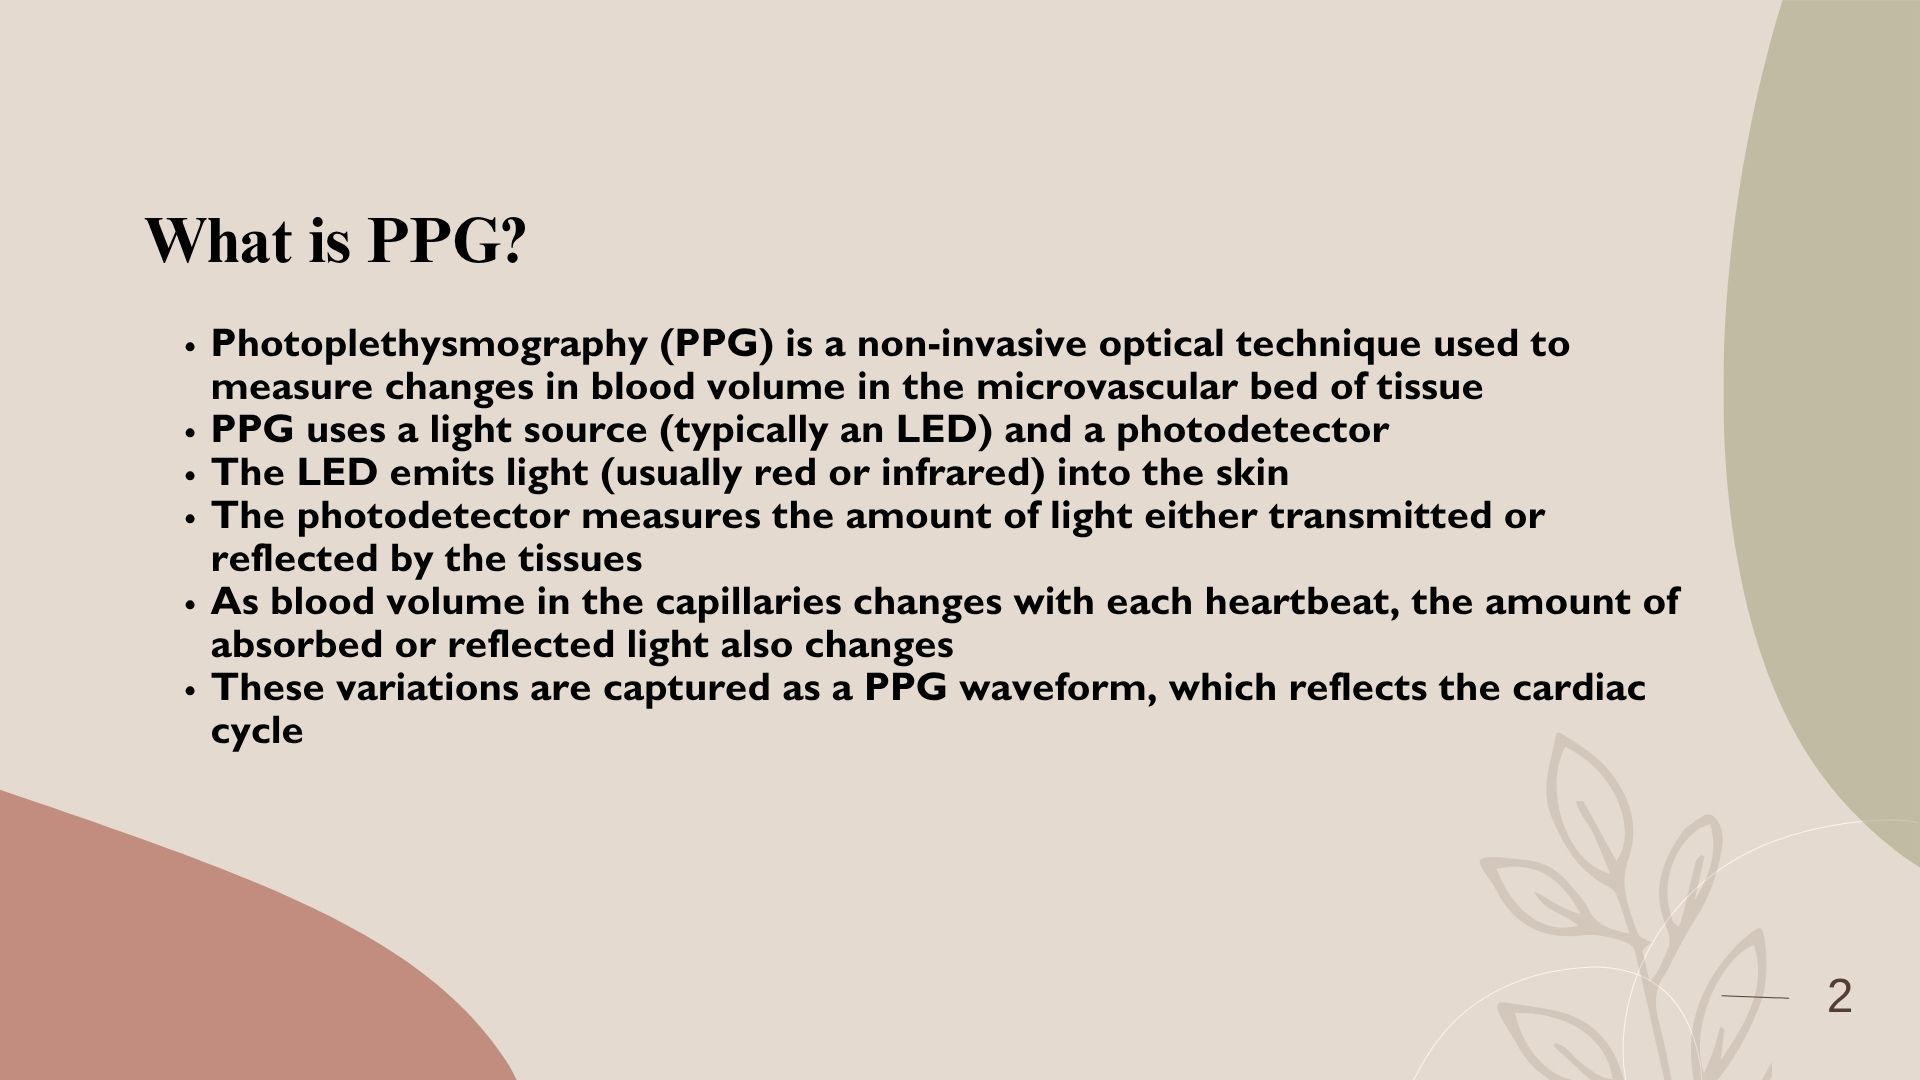 What is PPG?
• Photoplethysmography (PPG) is a non-invasive optical technique used to
measure changes in blood volume in the microvascular bed of tissue
• PPG uses a light source (typically an LED) and a photodetector
• The LED emits light (usually red or infrared) into the skin
• The photodetector measures the amount of light either transmitted or
reflected by the tissues
• As blood volume in the capillaries changes with each heartbeat, the amount of
absorbed or reflected light also changes
• These variations are captured as a PPG waveform, which reflects the cardiac
cycle
2